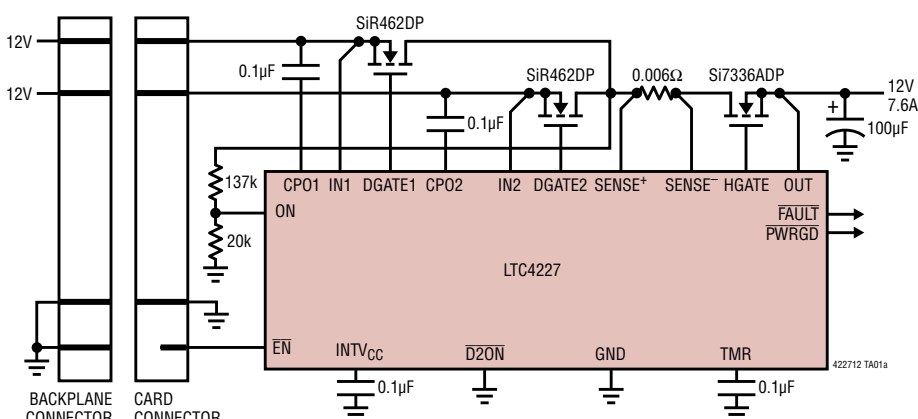 SiR462DP
12V
0.1µF
SiR462DP
0.006Ω
Si7336ADP
12V
12V
7.6A
+
0.1µF
100µF
137k
CPO1 IN1 DGATE1 CPO2 IN2 DGATE2 SENSE+ SENSE– HGATE OUT
ON
FAULT
20k
PWRGD
LTC4227
EN
INTVCC
D2ON
GND
TMR
422712 TA01a
0.1µF
0.1µF
BACKPLANE
CONNECTOR
CARD
CONNECTOR